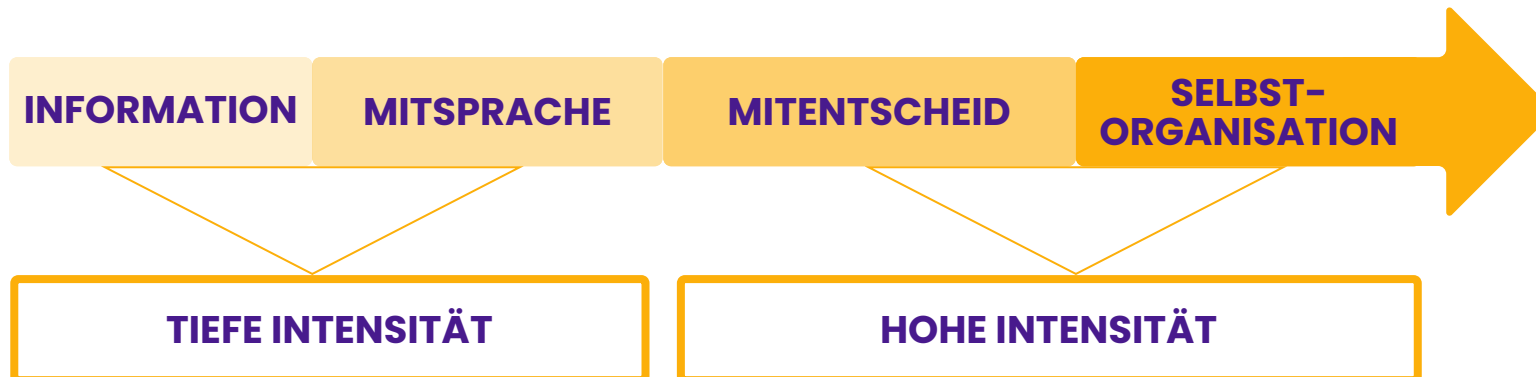 INFORMATION
MITSPRACHE
MITENTSCHEID
SELBST-
ORGANISATION
TIEFE INTENSITÄT
HOHE INTENSITÄT